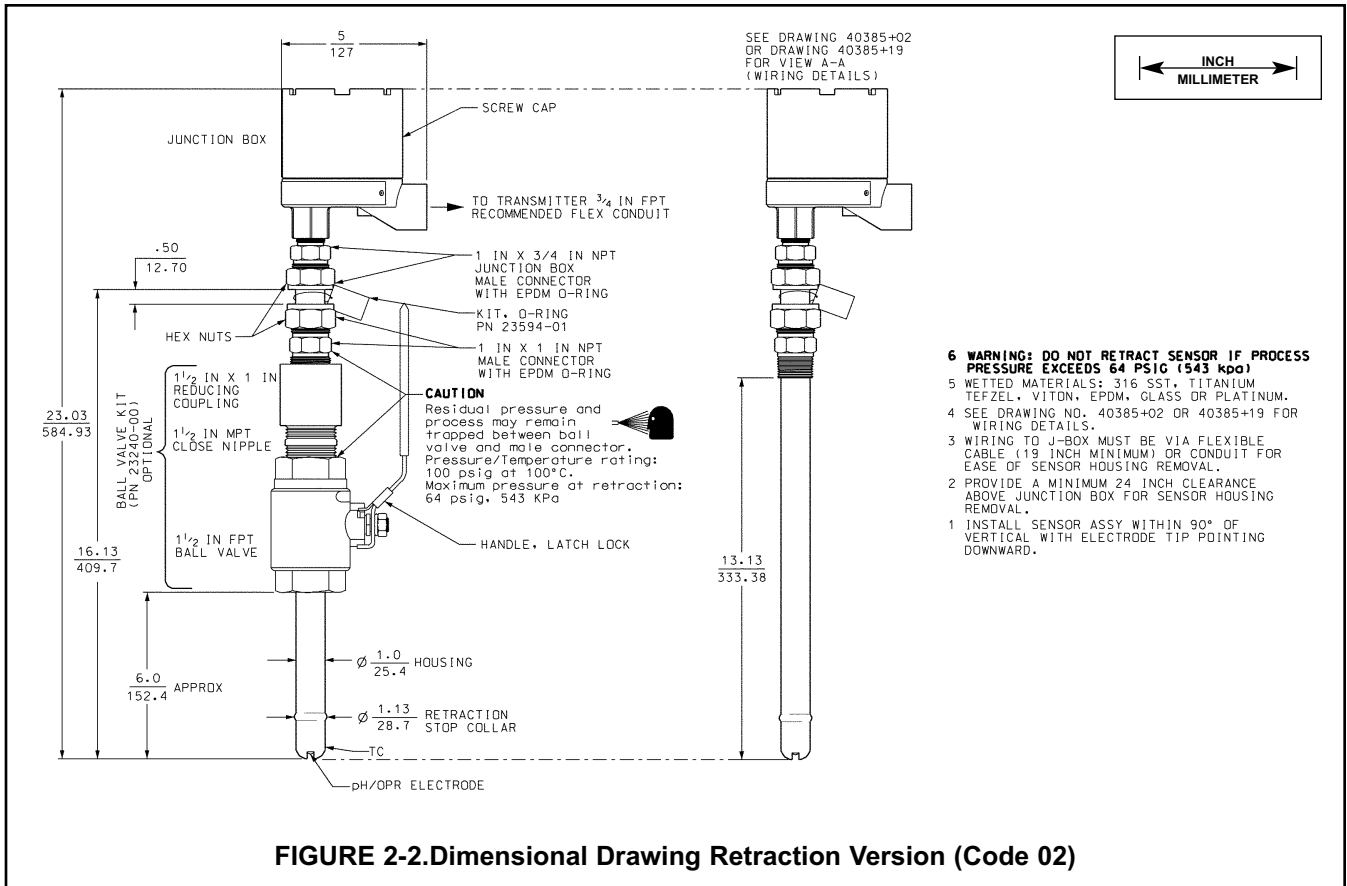 5
127
SEE DRAWING 40385+02
OR DRAWING 40385+19
FOR VIEW A-A
(WIRING DETAILS)
INCH
MILLIMETER
SCREW CAP
JUNCTION BOX
TO TRANSMITTER 3/4 IN FPT
RECOMMENDED FLEX CONDUIT
.50
12.70
1 IN X 3/4 IN NPT
JUNCTION BOX
MALE CONNECTOR
WITH EPDM O-RING
KIT, O-RING
PN 23594-01
HEX NUTS
1 IN X 1 IN NPT
MALE CONNECTOR
WITH EPDM O-RING
23.03
584.93
16.13
409.7
BALL VALVE KIT
(PN 23240-00)
OPTIONAL
1 1/2 IN X 1 IN
REDUCING
COUPLING
1 1/2 IN MPT
CLOSE NIPPLE
1 1/2 IN FPT
BALL VALVE
CAUTION
Residual pressure and
process may remain
trapped between ball
valve and male connector.
Pressure/Temperature rating:
100 psig at 100°C.
Maximum pressure at retraction:
64 psig, 543 KPa
HANDLE, LATCH LOCK
13.13
333.38
6.0
152.4
APPROX
Ø 1.0
25.4
HOUSING
Ø 1.13
28.7
RETRACTION
STOP COLLAR
TC
pH/OPR ELECTRODE
6 WARNING: DO NOT RETRACT SENSOR IF PROCESS
PRESSURE EXCEEDS 64 PSIG (543 kpa)
5 WETTED MATERIALS: 316 SST, TITANIUM
TEFZEL, VITON, EPDM, GLASS OR PLATINUM.
4 SEE DRAWING NO. 40385+02 OR 40385+19 FOR
WIRING DETAILS.
3 WIRING TO J-BOX MUST BE VIA FLEXIBLE
CABLE (19 INCH MINIMUM) OR CONDUIT FOR
EASE OF SENSOR HOUSING REMOVAL.
2 PROVIDE A MINIMUM 24 INCH CLEARANCE
ABOVE JUNCTION BOX FOR SENSOR HOUSING
REMOVAL.
1 INSTALL SENSOR ASSY WITHIN 90° OF
VERTICAL WITH ELECTRODE TIP POINTING
DOWNWARD.
FIGURE 2-2.Dimensional Drawing Retraction Version (Code 02)